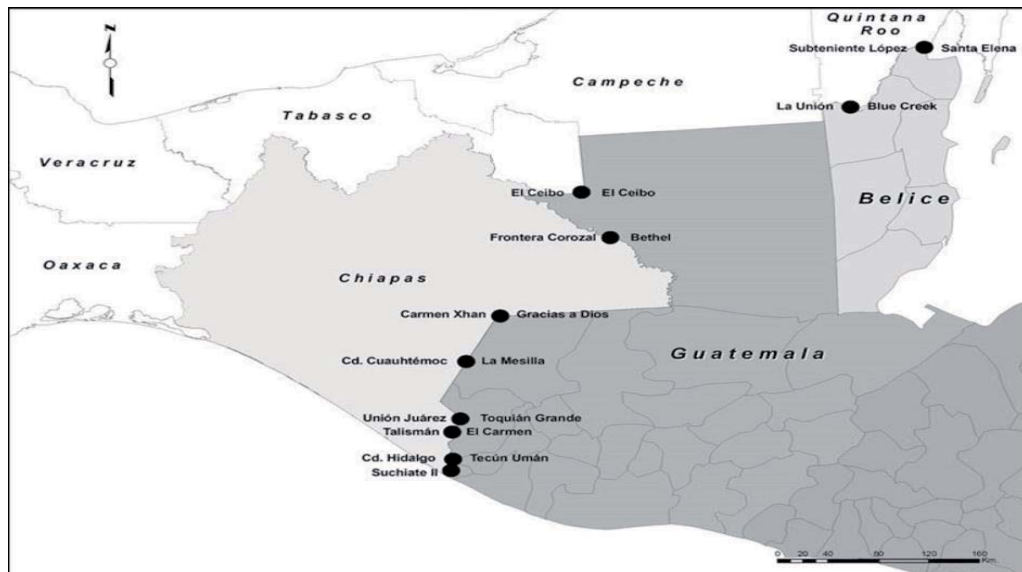 N
Quintana
Roo
Subteniente López Santa Elena
Campeche
La Unión Blue Creek
Tabasco
Veracruz
El Ceibo El Ceibo
Belice
Frontera Corozal Bethel
Oaxaca
Chiapas
Carmen Xhan Gracias a Dios
Guatemala
Cd. Cuauhtémoc La Mesilla
Unión Juárez Toquián Grande
Talismán El Carmen
Cd. Hidalgo Tecún Umán
Suchiate II
0 20 40 80 120 160
Km.